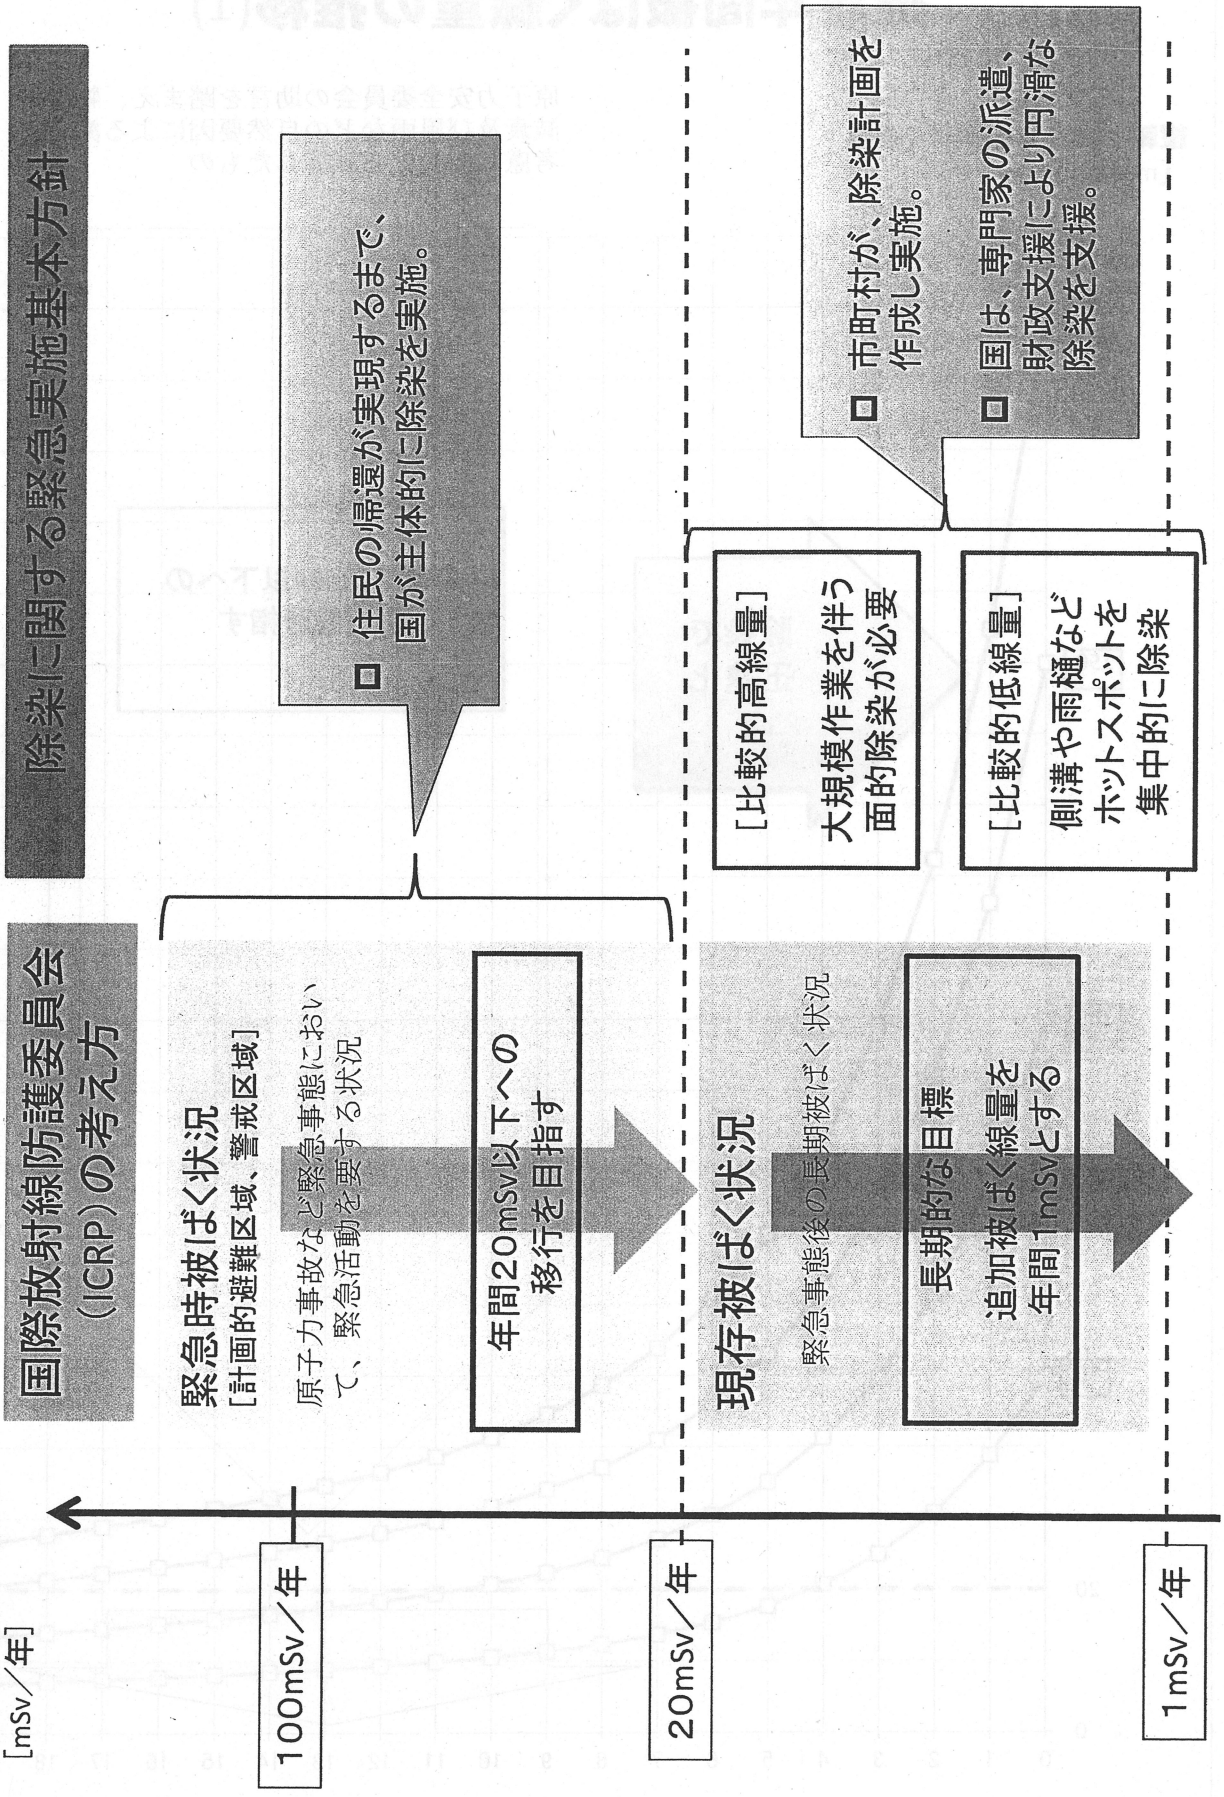 [mSv/年]
100mSv/年
20mSv/年
1mSv/年
国際放射線防護委員会
(ICRP)の考え方
緊急時被ばく状況
[計画的避難区域、警戒区域]
原子力事故など緊急事態におい
て、緊急活動を要する状況
年間20mSv以下への
移行を目指す
現存被ばく状況
緊急事態後の長期被ばく状況
長期的な目標
追加被ばく線量を
年間1mSvとする
除染に関する緊急実施基本方針
住民の帰還が実現するまで、
国が主体的に除染を実施。
[比較的高線量]
大規模作業を伴う
面的除染が必要
[比較的低線量]
側溝や雨樋など
ホットスポットを
集中的に除染
市町村が、除染計画を
作成し実施。
国は、専門家の派遣、
財政支援により円滑な
除染を支援。